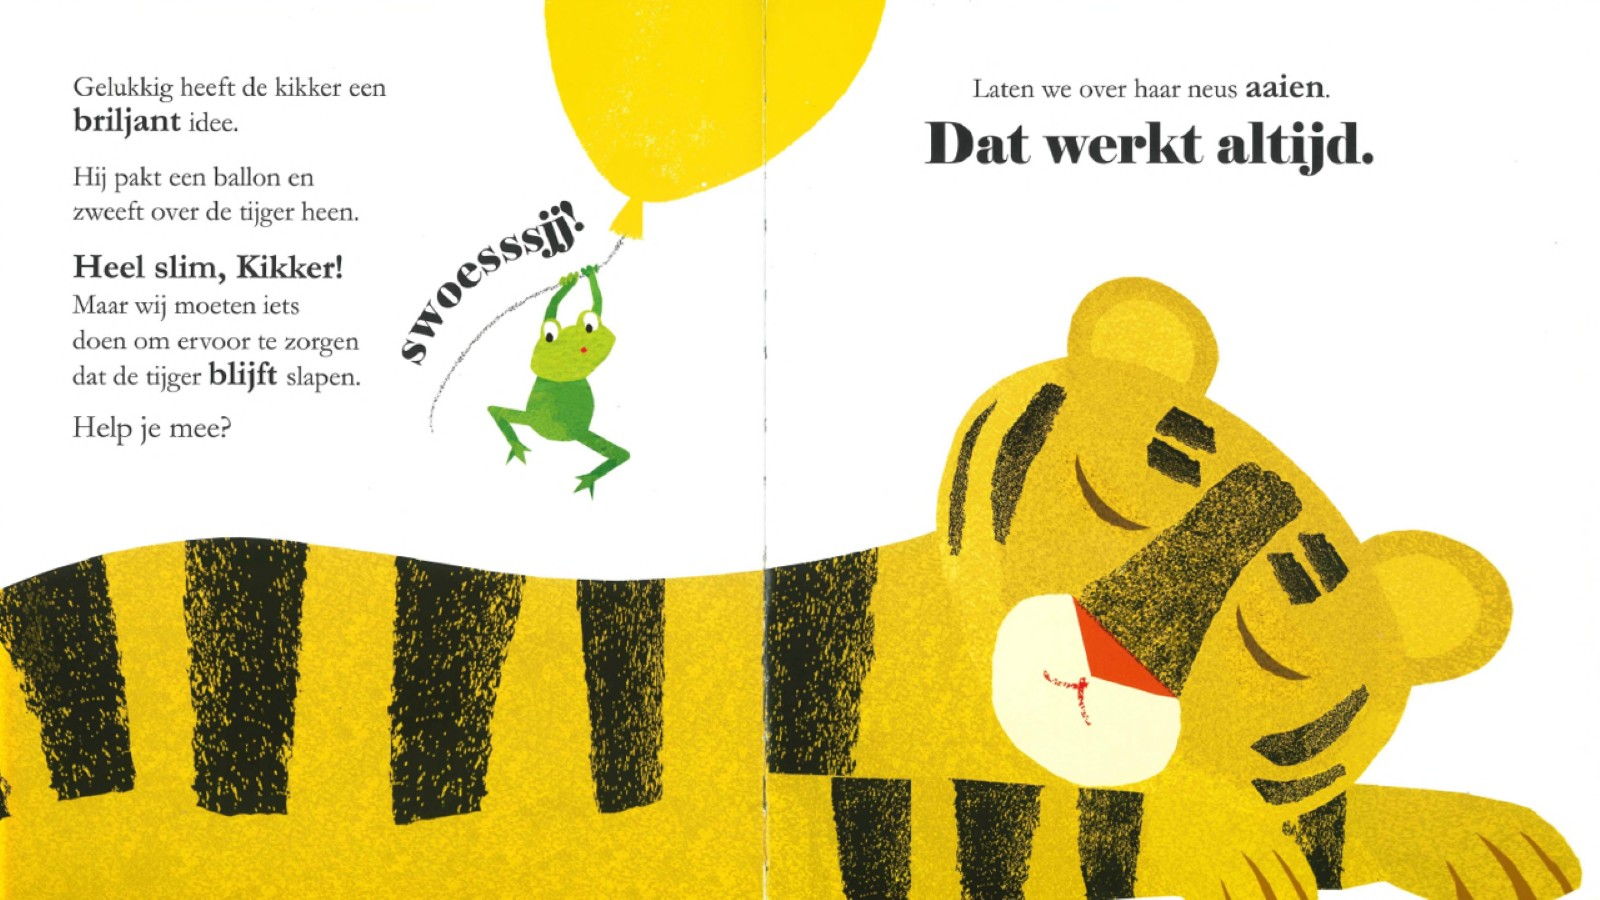 Gelukkig heeft de kikker een
briljant idee.
Hij pakt een ballon en
zweeft over de tijger heen.
Heel slim, Kikker!
Maar wij moeten iets
doen om ervoor te zorgen
dat de tijger blijft slapen.
Help je mee?
swoesssjj!
Laten we over haar neus aaien.
Dat werkt altijd.